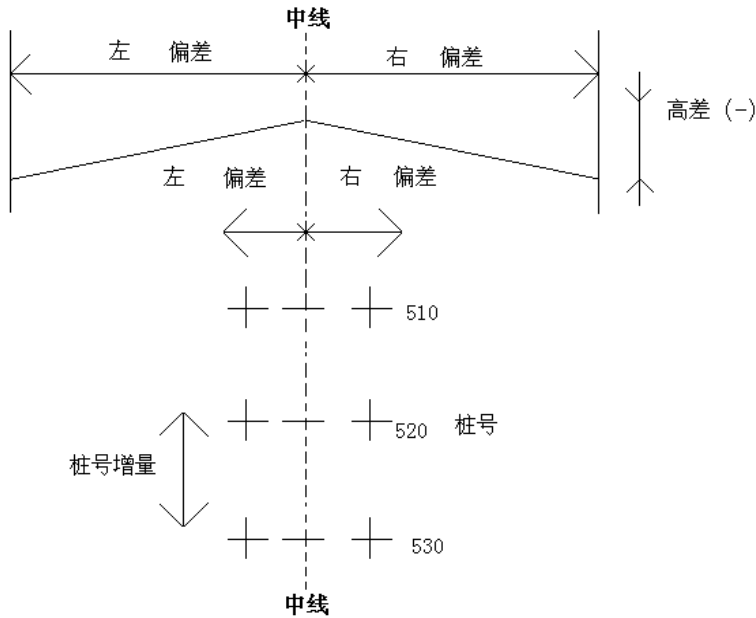 中线
左 偏差
右 偏差
高差 (-)
左 偏差
右 偏差
510
520 桩号
桩号增量
530
中线